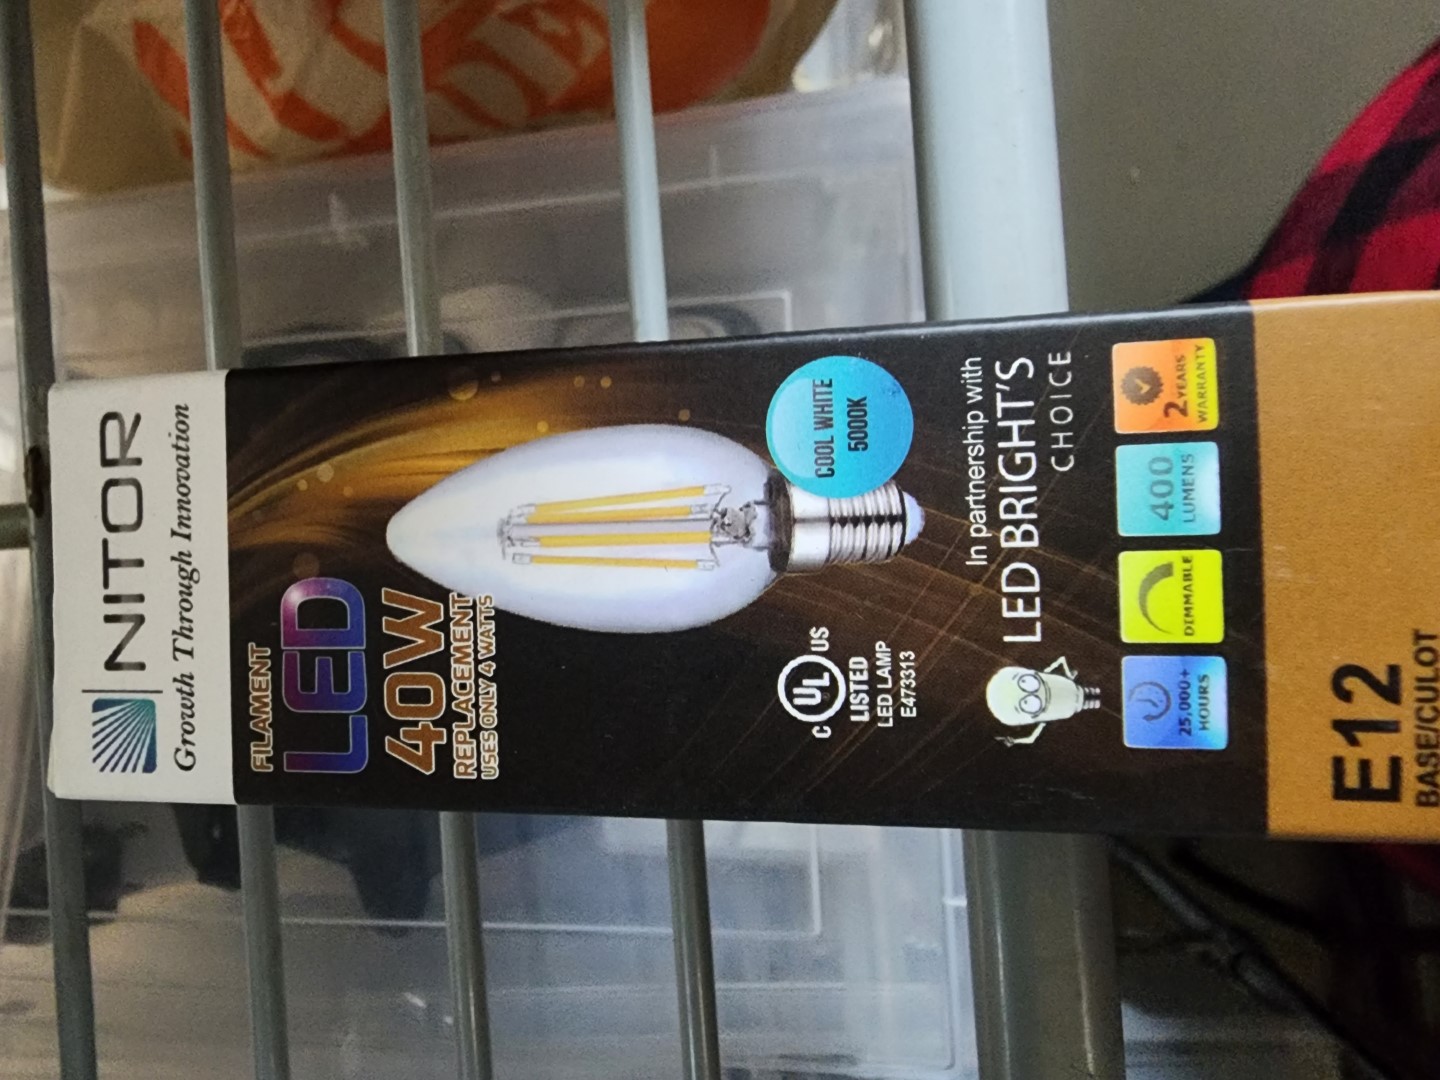 NITOR
Growth Through Innovation
FILAMENT
LED
40W
REPLACEMENT
USES ONLY 4 WATTS
C UL US
LISTED
LED LAMP
E473313
COOL WHITE
5000K
In partnership with
LED BRIGHT'S
CHOICE
25,000+
HOURS
DIMMABLE
400
LUMENS
2 YEARS
WARRANTY
E12
BASE/CULOT